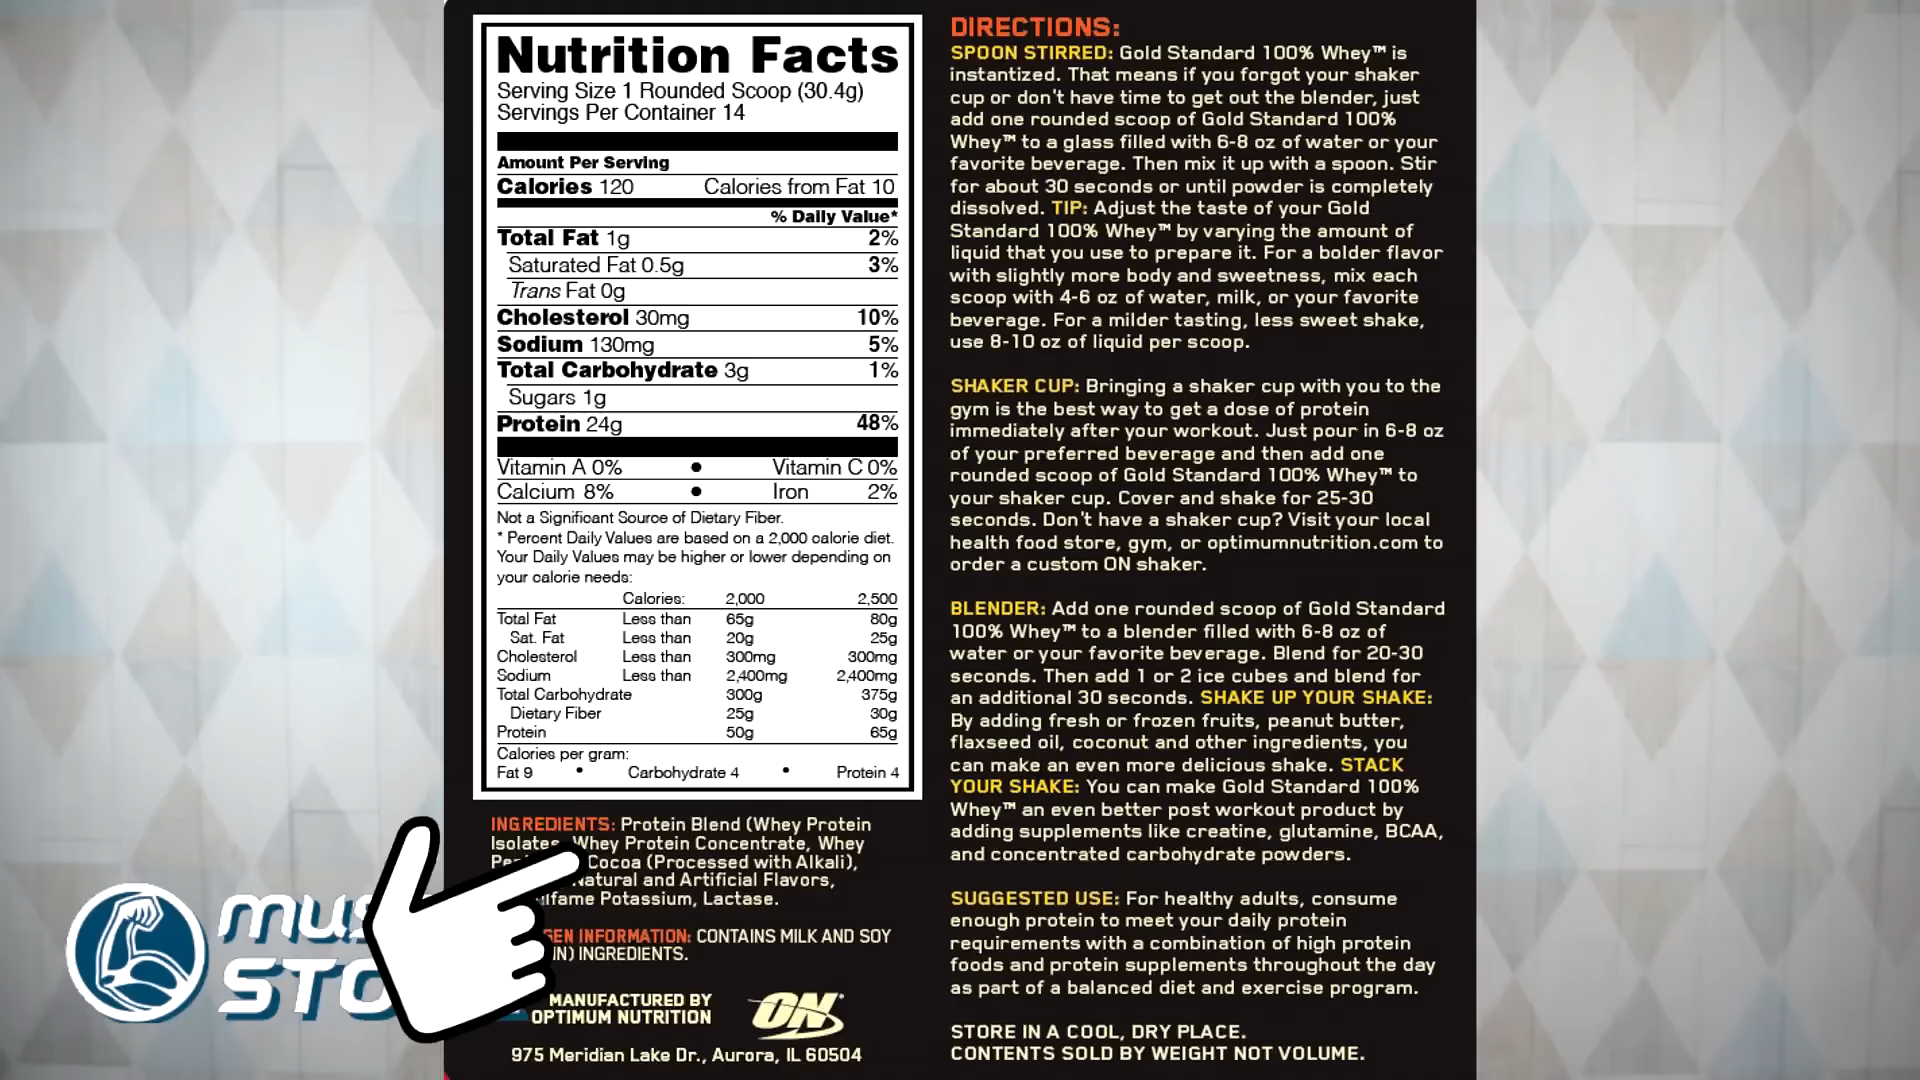 Nutrition Facts
Serving Size 1 Rounded Scoop (30.4g)
Servings Per Container 14
Amount Per Serving
Calories 120 Calories from Fat 10
% Daily Value*
Total Fat 1g 2%
Saturated Fat 0.5g 3%
Trans Fat 0g
Cholesterol 30mg 10%
Sodium 130mg 5%
Total Carbohydrate 3g 1%
Sugars 1g
Protein 24g 48%
Vitamin A 0% • Vitamin C 0%
Calcium 8% • Iron 2%
Not a Significant Source of Dietary Fiber.
* Percent Daily Values are based on a 2,000 calorie diet.
Your Daily Values may be higher or lower depending on
your calorie needs:
Calories: 2,000 2,500
Total Fat Less than 65g 80g
Sat. Fat Less than 20g 25g
Cholesterol Less than 300mg 300mg
Sodium Less than 2,400mg 2,400mg
Total Carbohydrate 300g 375g
Dietary Fiber 25g 30g
Protein 50g 65g
Calories per gram:
Fat 9 • Carbohydrate 4 • Protein 4
INGREDIENTS: Protein Blend (Whey Protein
Isolates, Whey Protein Concentrate, Whey
Cocoa (Processed with Alkali),
Natural and Artificial Flavors,
Potassium, Lactase.
INFORMATION: CONTAINS MILK AND SOY
INGREDIENTS.
MANUFACTURED BY
OPTIMUM NUTRITION
ON
975 Meridian Lake Dr., Aurora, IL 60504
DIRECTIONS:
SPOON STIRRED: Gold Standard 100% Whey™ is
instantized. That means if you forgot your shaker
cup or don't have time to get out the blender, just
add one rounded scoop of Gold Standard 100%
Whey™ to a glass filled with 6-8 oz of water or your
favorite beverage. Then mix it up with a spoon. Stir
for about 30 seconds or until powder is completely
dissolved. TIP: Adjust the taste of your Gold
Standard 100% Whey™ by varying the amount of
liquid that you use to prepare it. For a bolder flavor
with slightly more body and sweetness, mix each
scoop with 4-6 oz of water, milk, or your favorite
beverage. For a milder tasting, less sweet shake,
use 8-10 oz of liquid per scoop.
SHAKER CUP: Bringing a shaker cup with you to the
gym is the best way to get a dose of protein
immediately after your workout. Just pour in 6-8 oz
of your preferred beverage and then add one
rounded scoop of Gold Standard 100% Whey™ to
your shaker cup. Cover and shake for 25-30
seconds. Don't have a shaker cup? Visit your local
health food store, gym, or optimumnutrition.com to
order a custom ON shaker.
BLENDER: Add one rounded scoop of Gold Standard
100% Whey™ to a blender filled with 6-8 oz of
water or your favorite beverage. Blend for 20-30
seconds. Then add 1 or 2 ice cubes and blend for
an additional 30 seconds. SHAKE UP YOUR SHAKE:
By adding fresh or frozen fruits, peanut butter,
flaxseed oil, coconut and other ingredients, you
can make an even more delicious shake. STACK
YOUR SHAKE: You can make Gold Standard 100%
Whey™ an even better post workout product by
adding supplements like creatine, glutamine, BCAA,
and concentrated carbohydrate powders.
SUGGESTED USE: For healthy adults, consume
enough protein to meet your daily protein
requirements with a combination of high protein
foods and protein supplements throughout the day
as part of a balanced diet and exercise program.
STORE IN A COOL, DRY PLACE.
CONTENTS SOLD BY WEIGHT NOT VOLUME.